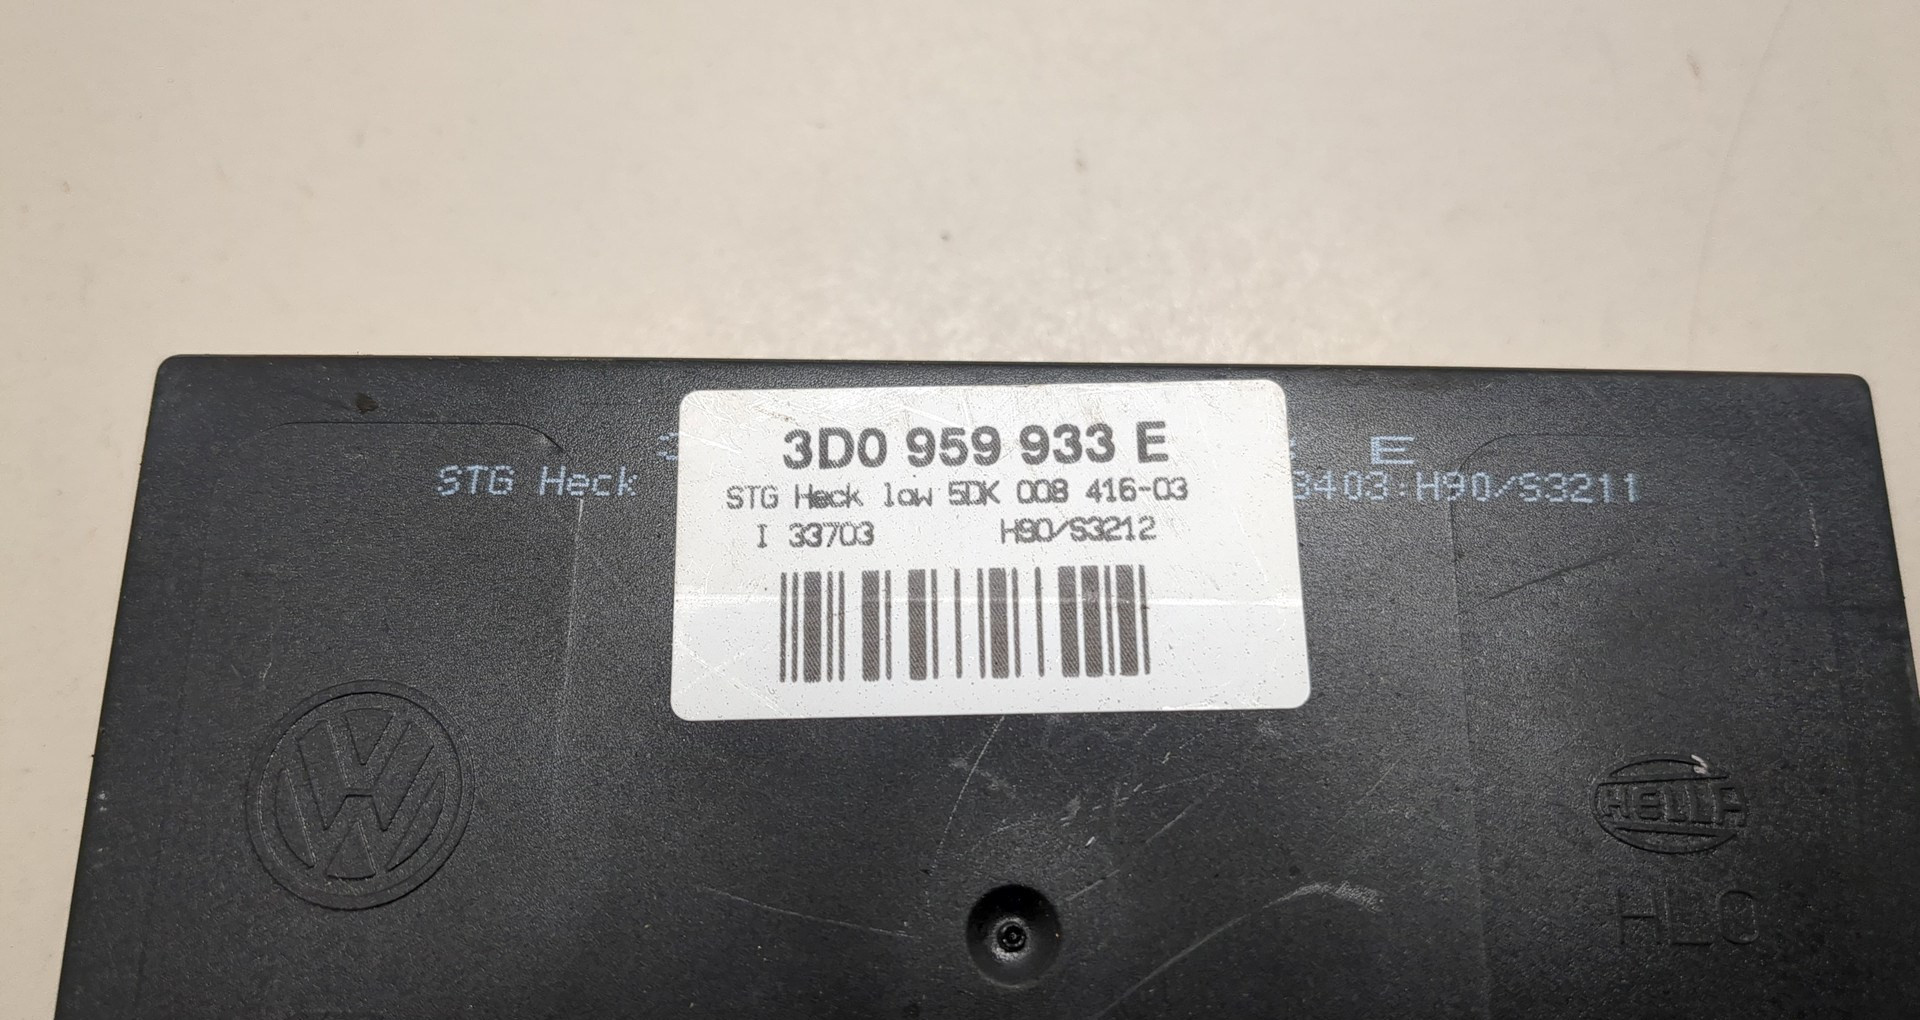 3D0 959 933 E
STG Heck low 5DK 008 416-03
I 33703 H90/S3212
E
STG Heck
3403 H90/S3211
HELLA